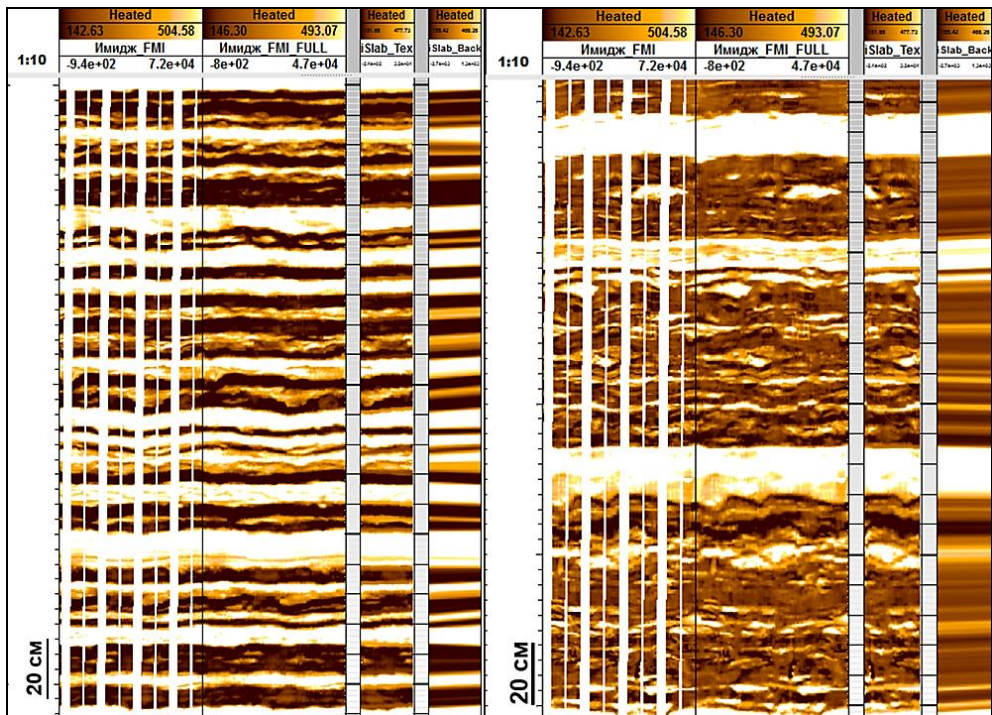 Heated Heated Heated Heated
142.63 504.58 146.30 493.07
Имидж_FMI Имидж_FMI_FULL iSlab_Tex iSlab_Back
1:10 -9.4e+02 7.2e+04 -8e+02 4.7e+04
20 СМ
Heated Heated Heated Heated
142.63 504.58 146.30 493.07
Имидж_FMI Имидж_FMI_FULL iSlab_Tex iSlab_Back
1:10 -9.4e+02 7.2e+04 -8e+02 4.7e+04
20 СМ